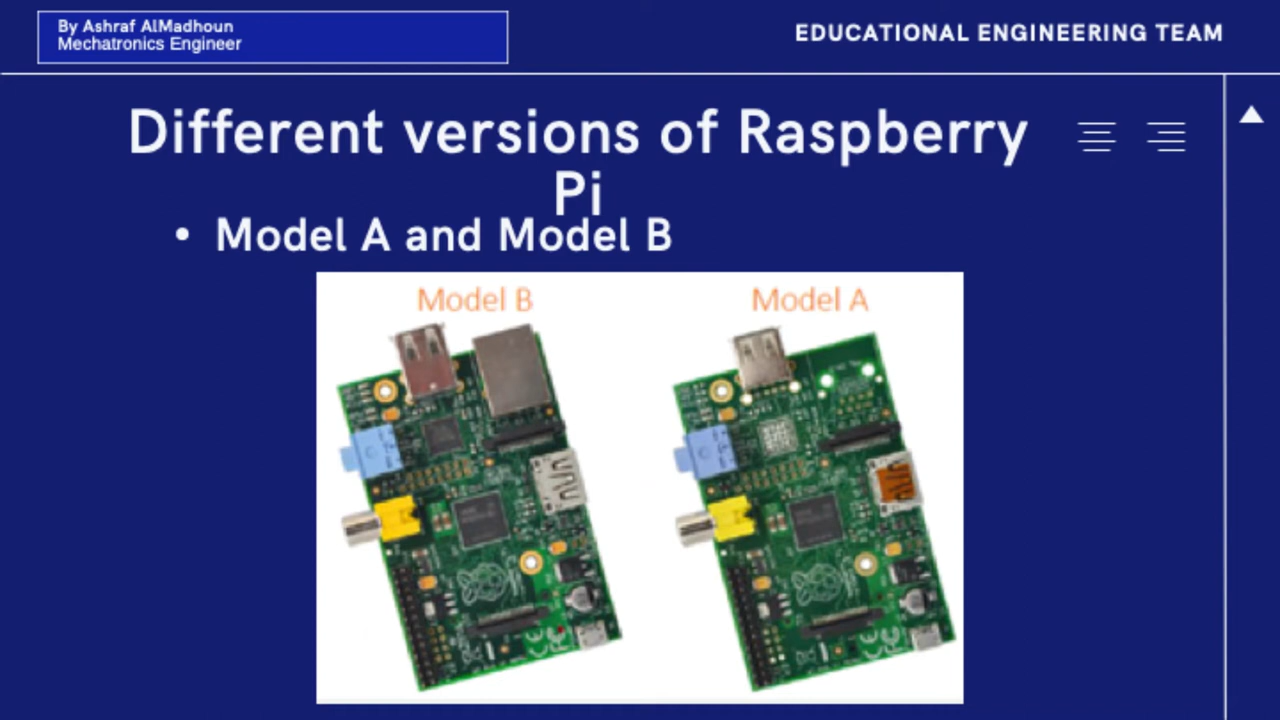 By Ashraf AlMadhoun
Mechatronics Engineer
EDUCATIONAL ENGINEERING TEAM
Different versions of Raspberry
Pi
• Model A and Model B
Model B
Model A